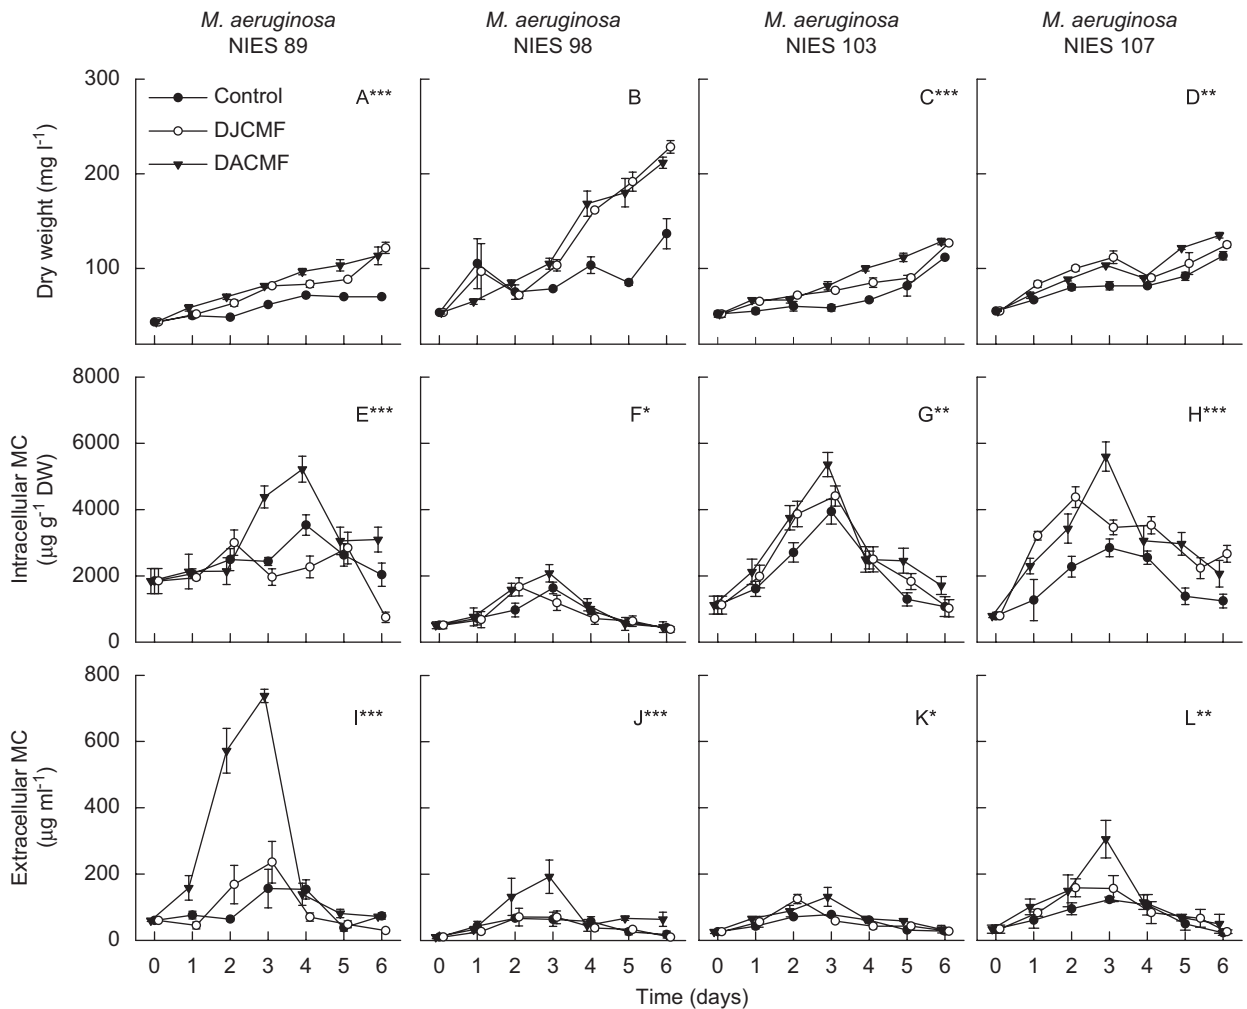 M. aeruginosa
NIES 89
M. aeruginosa
NIES 98
M. aeruginosa
NIES 103
M. aeruginosa
NIES 107
Dry weight (mg l⁻¹)
300
200
100
Control
DJCMF
DACMF
A***
B
C***
D**
Intracellular MC
(µg g⁻¹ DW)
8000
6000
4000
2000
0
E***
F*
G**
H***
Extracellular MC
(µg ml⁻¹)
800
600
400
200
0
I***
J***
K*
L**
0 1 2 3 4 5 6
0 1 2 3 4 5 6
0 1 2 3 4 5 6
0 1 2 3 4 5 6
Time (days)